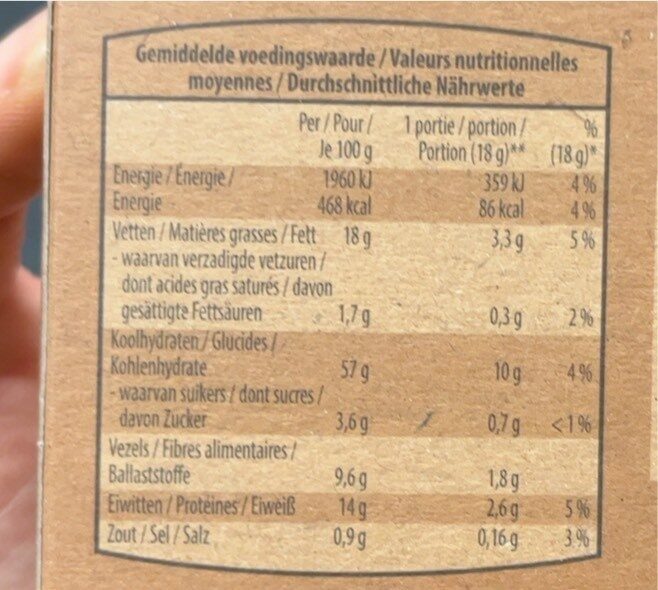 Gemiddelde voedingswaarde / Valeurs nutritionnelles
moyennes / Durchschnittliche Nährwerte
Per / Pour / 1 portie / portion / %
Je 100 g Portion (18 g)** (18 g)*
Energie / Énergie / 1960 kJ 359 kJ 4 %
Energie 468 kcal 86 kcal 4 %
Vetten / Matières grasses / Fett 18 g 3,3 g 5 %
- waarvan verzadigde vetzuren /
dont acides gras saturés / davon
gesättigte Fettsäuren 1,7 g 0,3 g 2 %
Koolhydraten / Glucides /
Kohlenhydrate 57 g 10 g 4 %
- waarvan suikers / dont sucres /
davon Zucker 3,6 g 0,7 g <1 %
Vezels / Fibres alimentaires /
Ballaststoffe 9,6 g 1,8 g
Eiwitten / Protéines / Eiweiß 14 g 2,6 g 5 %
Zout / Sel / Salz 0,9 g 0,16 g 3 %